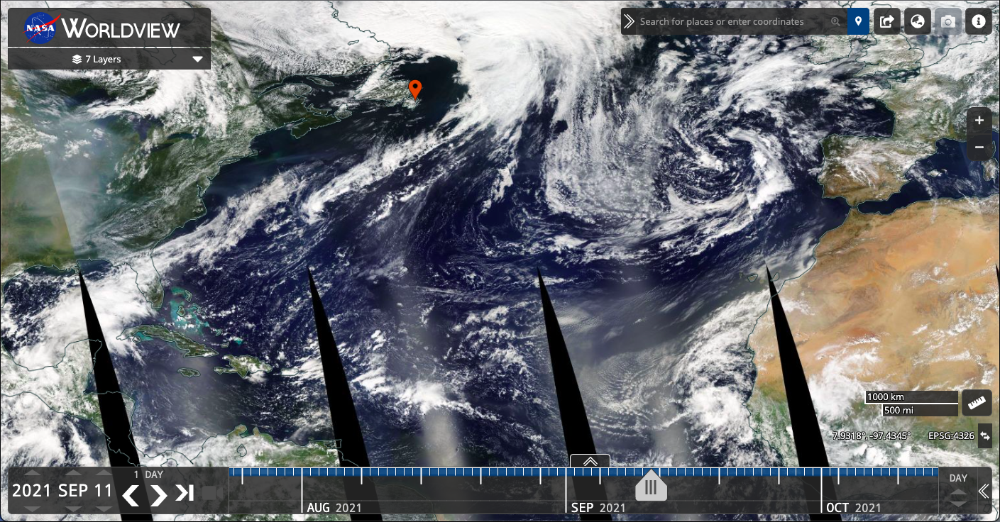 NASA WORLDVIEW
7 Layers
Search for places or enter coordinates
1000 km
500 mi
7.9318°, -97.4345° EPSG:4326
1 DAY
2021 SEP 11
AUG 2021
SEP 2021
OCT 2021
DAY